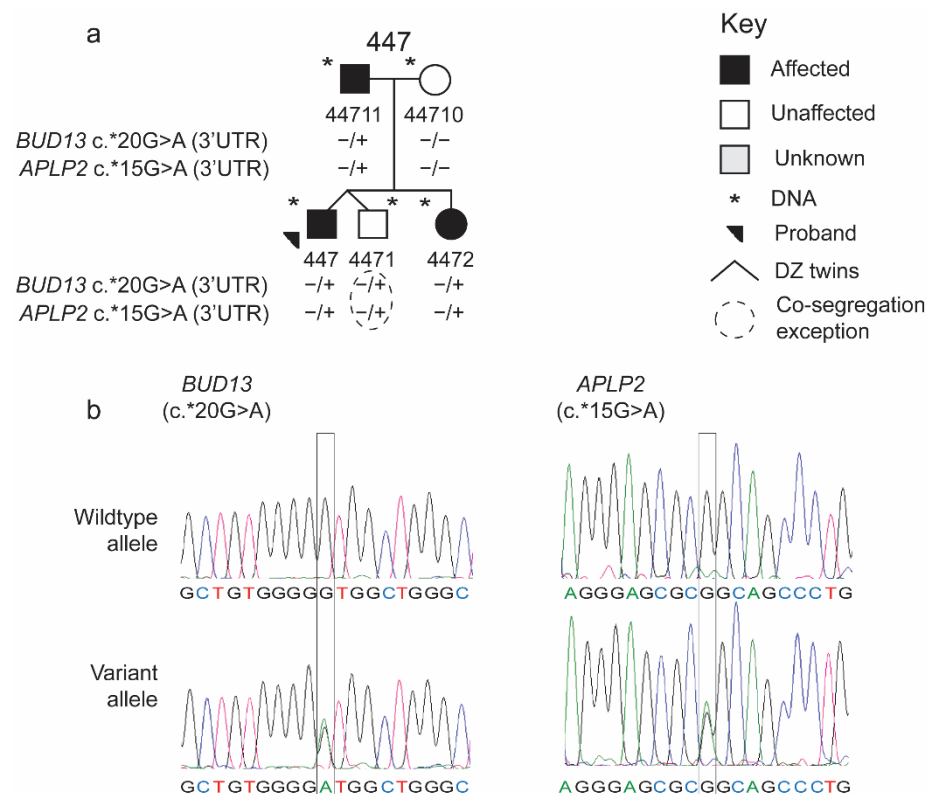 a
447
* *
44711 44710
BUD13 c.*20G>A (3'UTR) −/+ −/−
APLP2 c.*15G>A (3'UTR) −/+ −/−
* * *
447 4471 4472
BUD13 c.*20G>A (3'UTR) −/+ −/+ −/+
APLP2 c.*15G>A (3'UTR) −/+ −/+ −/+
Key
Affected
Unaffected
Unknown
* DNA
Proband
DZ twins
Co-segregation
exception
b
BUD13
(c.*20G>A)
APLP2
(c.*15G>A)
Wildtype
allele
GCTGTGGGGGTGGCTGGGC
AGGGAGCGCGGCAGCCCTG
Variant
allele
GCTGTGGGGATGGCTGGGC
AGGGAGCGCGGCAGCCCTG